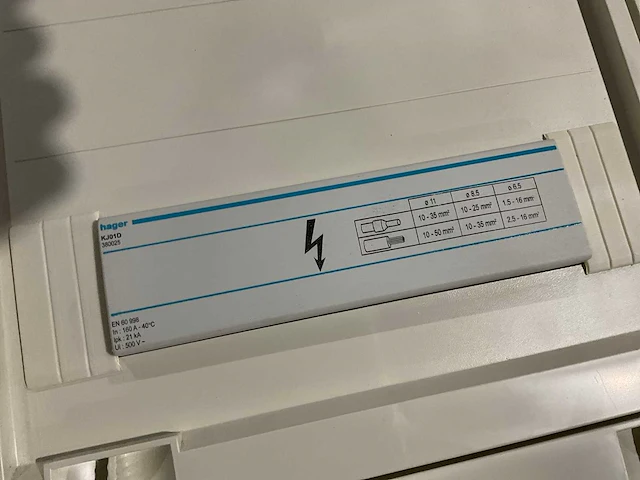 hager
KJ01D
380025
ø 11 ø 8.5 ø 6.5
10 - 35 mm² 10 - 25 mm² 1.5 - 16 mm²
10 - 50 mm² 10 - 35 mm² 2.5 - 16 mm²
EN 60 998
In : 160 A - 40°C
Ipk : 21 kA
Ui : 500 V ~